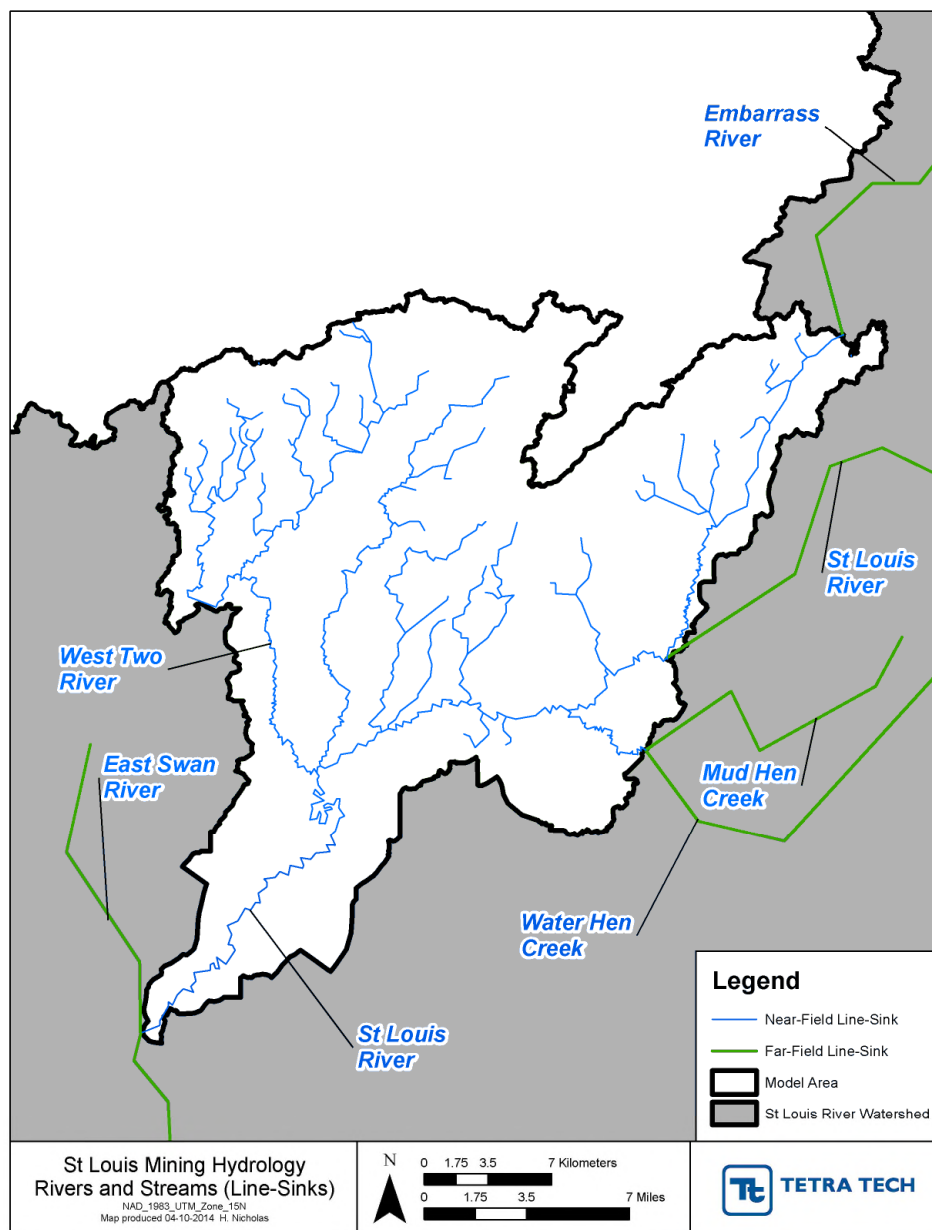 Embarrass
River
St Louis
River
West Two
River
East Swan
River
Mud Hen
Creek
Water Hen
Creek
St Louis
River
Legend
Near-Field Line-Sink
Far-Field Line-Sink
Model Area
St Louis River Watershed
St Louis Mining Hydrology
Rivers and Streams (Line-Sinks)
NAD_1983_UTM_Zone_15N
Map produced 04-10-2014 H. Nicholas
N
0 1.75 3.5 7 Kilometers
0 1.75 3.5 7 Miles
Tt TETRA TECH